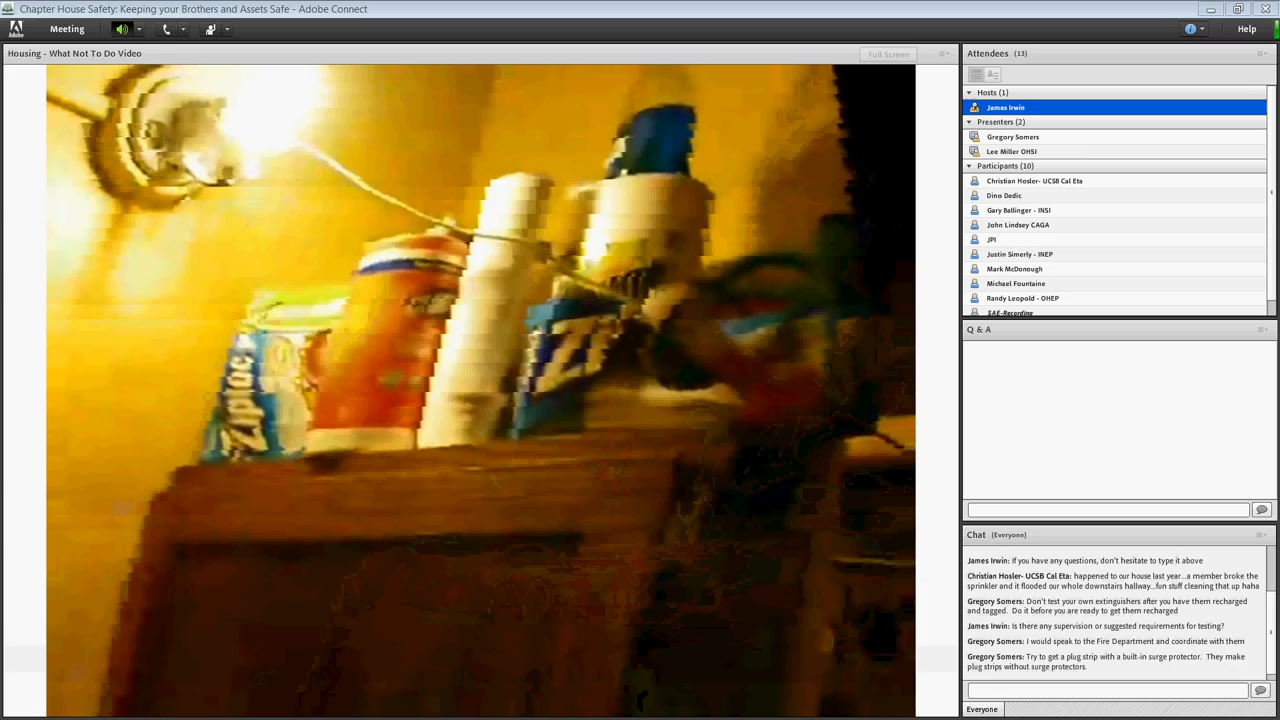 Chapter House Safety: Keeping your Brothers and Assets Safe - Adobe Connect
Adobe
Meeting
Help
Housing - What Not To Do Video
Full Screen
Attendees (13)
Hosts (1)
James Irwin
Presenters (2)
Gregory Somers
Lee Miller OHSI
Participants (10)
Christian Hosler- UCSB Cal Eta
Dino Dedic
Gary Ballinger - INSI
John Lindsey CAGA
JPI
Justin Simerly - INEP
Mark McDonough
Michael Fountaine
Randy Leopold - OHEP
SAE-Recording
Q & A
Chat (Everyone)
James Irwin: If you have any questions, don't hesitate to type it above
Christian Hosler- UCSB Cal Eta: happened to our house last year...a member broke the
sprinkler and it flooded our whole downstairs hallway...fun stuff cleaning that up haha
Gregory Somers: Don't test your own extinguishers after you have them recharged
and tagged. Do it before you are ready to get them recharged
James Irwin: Is there any supervision or suggested requirements for testing?
Gregory Somers: I would speak to the Fire Department and coordinate with them
Gregory Somers: Try to get a plug strip with a built-in surge protector. They make
plug strips without surge protectors.
Everyone
Ziploc